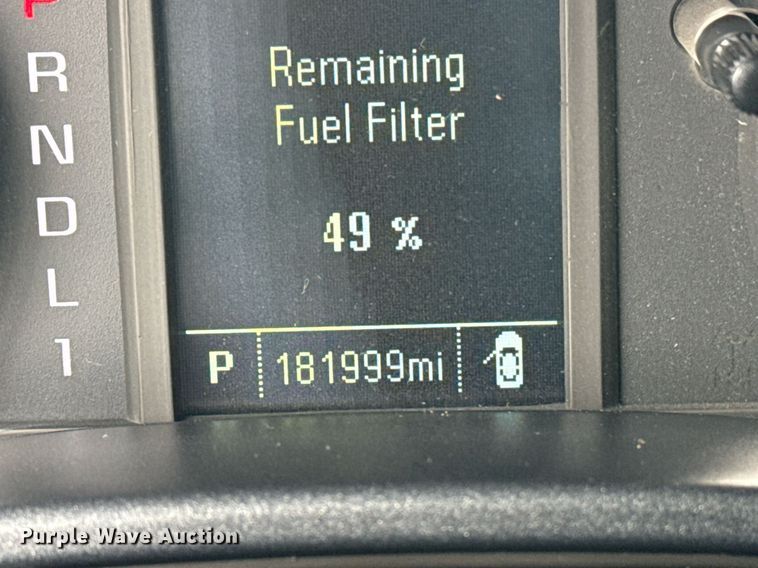 P
R
N
D
L
1
Remaining
Fuel Filter
49 %
P 181999mi
Purple Wave Auction